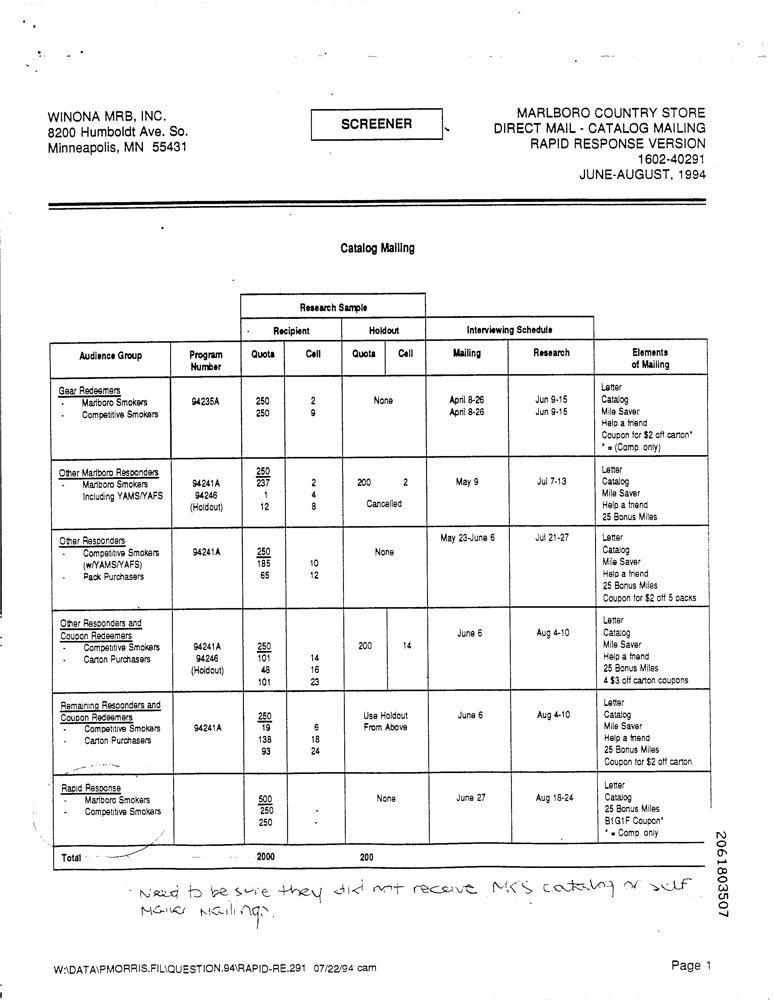 WINONA MRB, INC.
8200 Humboldt Ave. So.
Minneapolis, MN 55431
SCREENER
MARLBORO COUNTRY STORE
DIRECT MAIL - CATALOG MAILING
RAPID RESPONSE VERSION
1602-40291
JUNE-AUGUST, 1994
Catalog Mailing
Research Sample
Recipient Holdout Interviewing Schedule
Audience Group Program Number Quota Cell Quota Cell Mailing Research Elements of Mailing
Gear Redeemers Letter
- Marlboro Smokers 94235A 250 2 None April 8-26 Jun 9-15 Catalog
- Competitive Smokers 250 9 April 8-26 Jun 9-15 Mile Saver
Help a friend
Coupon for $2 off carton*
* = (Comp. only)
Other Marlboro Responders 250 Letter
- Marlboro Smokers 94241A 237 2 200 2 May 9 Jul 7-13 Catalog
Including YAMS/YAFS 94246 1 4 Mile Saver
(Holdout) 12 8 Cancelled Help a friend
25 Bonus Miles
Other Responders May 23-June 6 Jul 21-27 Letter
- Competitive Smokers 94241A 250 None Catalog
(w/YAMS/YAFS) 185 10 Mile Saver
- Pack Purchasers 65 12 Help a friend
25 Bonus Miles
Coupon for $2 off 5 packs
Other Responders and Letter
Coupon Redeemers June 6 Aug 4-10 Catalog
- Competitive Smokers 94241A 250 200 14 Mile Saver
- Carton Purchasers 94246 101 14 Help a friend
(Holdout) 48 16 25 Bonus Miles
101 23 4 $3 off carton coupons
Remaining Responders and Letter
Coupon Redeemers 250 Use Holdout June 6 Aug 4-10 Catalog
- Competitive Smokers 94241A 19 6 From Above Mile Saver
- Carton Purchasers 138 18 Help a friend
93 24 25 Bonus Miles
Coupon for $2 off carton
Rapid Response Letter
- Marlboro Smokers 500 None June 27 Aug 18-24 Catalog
- Competitive Smokers 250 - 25 Bonus Miles
250 - B1G1F Coupon*
* = Comp. only
Total 2000 200
Need to be sure they did not receive MCS catalog or self
mailer mailings.
2061803507
W:\DATA\PMORRIS.FIL\QUESTION.94\RAPID-RE.291 07/22/94 cam
Page 1